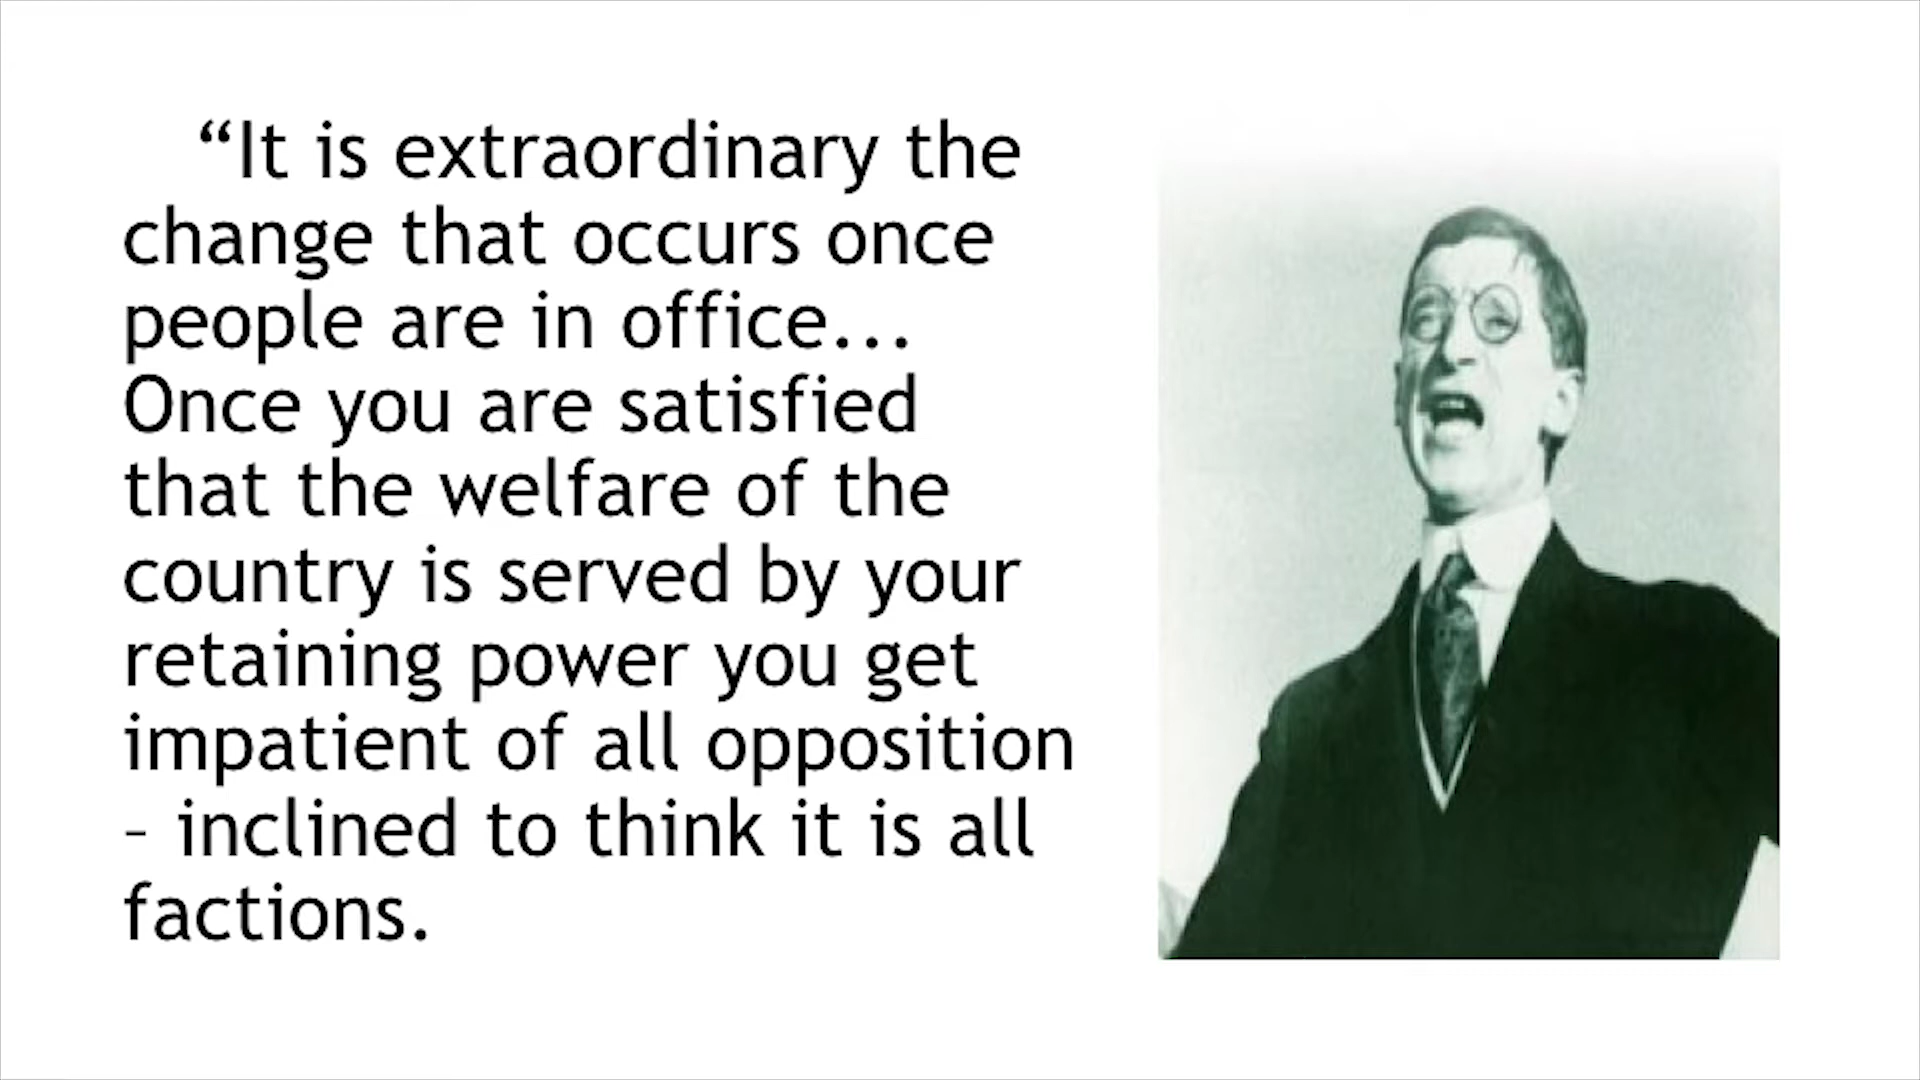 “It is extraordinary the
change that occurs once
people are in office...
Once you are satisfied
that the welfare of the
country is served by your
retaining power you get
impatient of all opposition
– inclined to think it is all
factions.